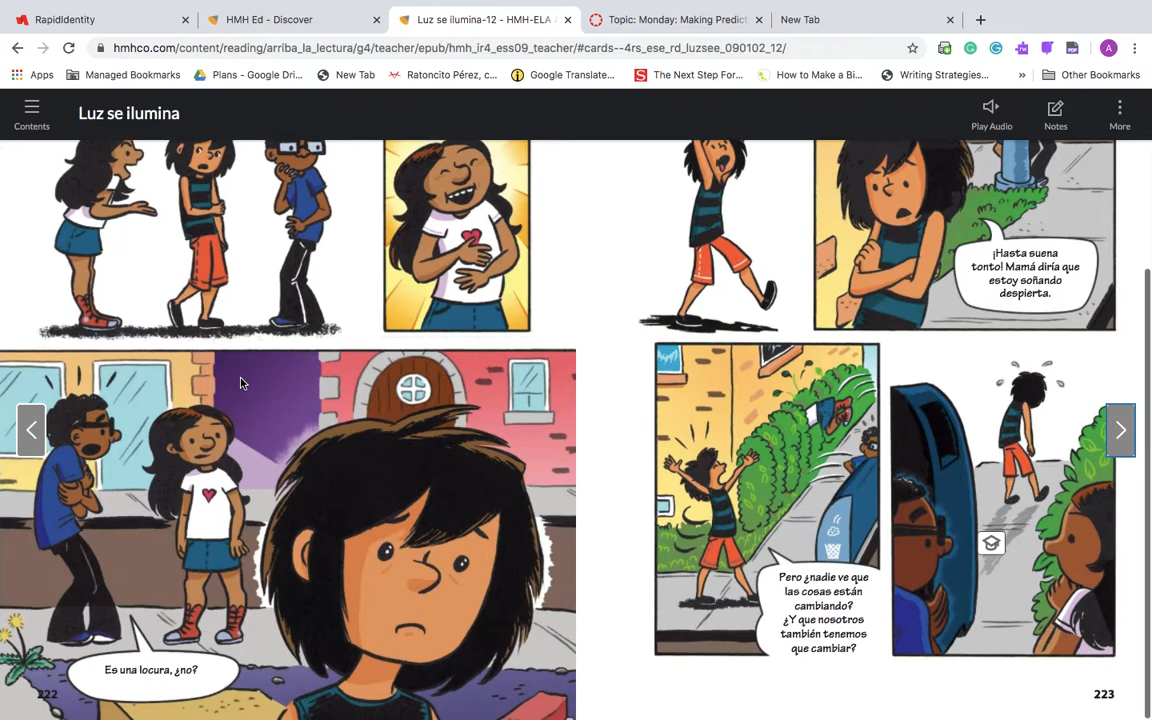 RapidIdentity
HMH Ed - Discover
Luz se ilumina-12 - HMH-ELA
Topic: Monday: Making Predict
New Tab
hmhco.com/content/reading/arriba_la_lectura/g4/teacher/epub/hmh_ir4_ess09_teacher/#cards--4rs_ese_rd_luzsee_090102_12/
A
Apps
Managed Bookmarks
Plans - Google Dri...
New Tab
Ratoncito Pérez, c...
Google Translate...
The Next Step For...
How to Make a Bi...
Writing Strategies...
Other Bookmarks
Contents
Luz se ilumina
Play Audio
Notes
More
¡Hasta suena
tonto! Mamá diría que
estoy soñando
despierta.
Es una locura, ¿no?
222
Pero ¿nadie ve que
las cosas están
cambiando?
¿Y que nosotros
también tenemos
que cambiar?
223